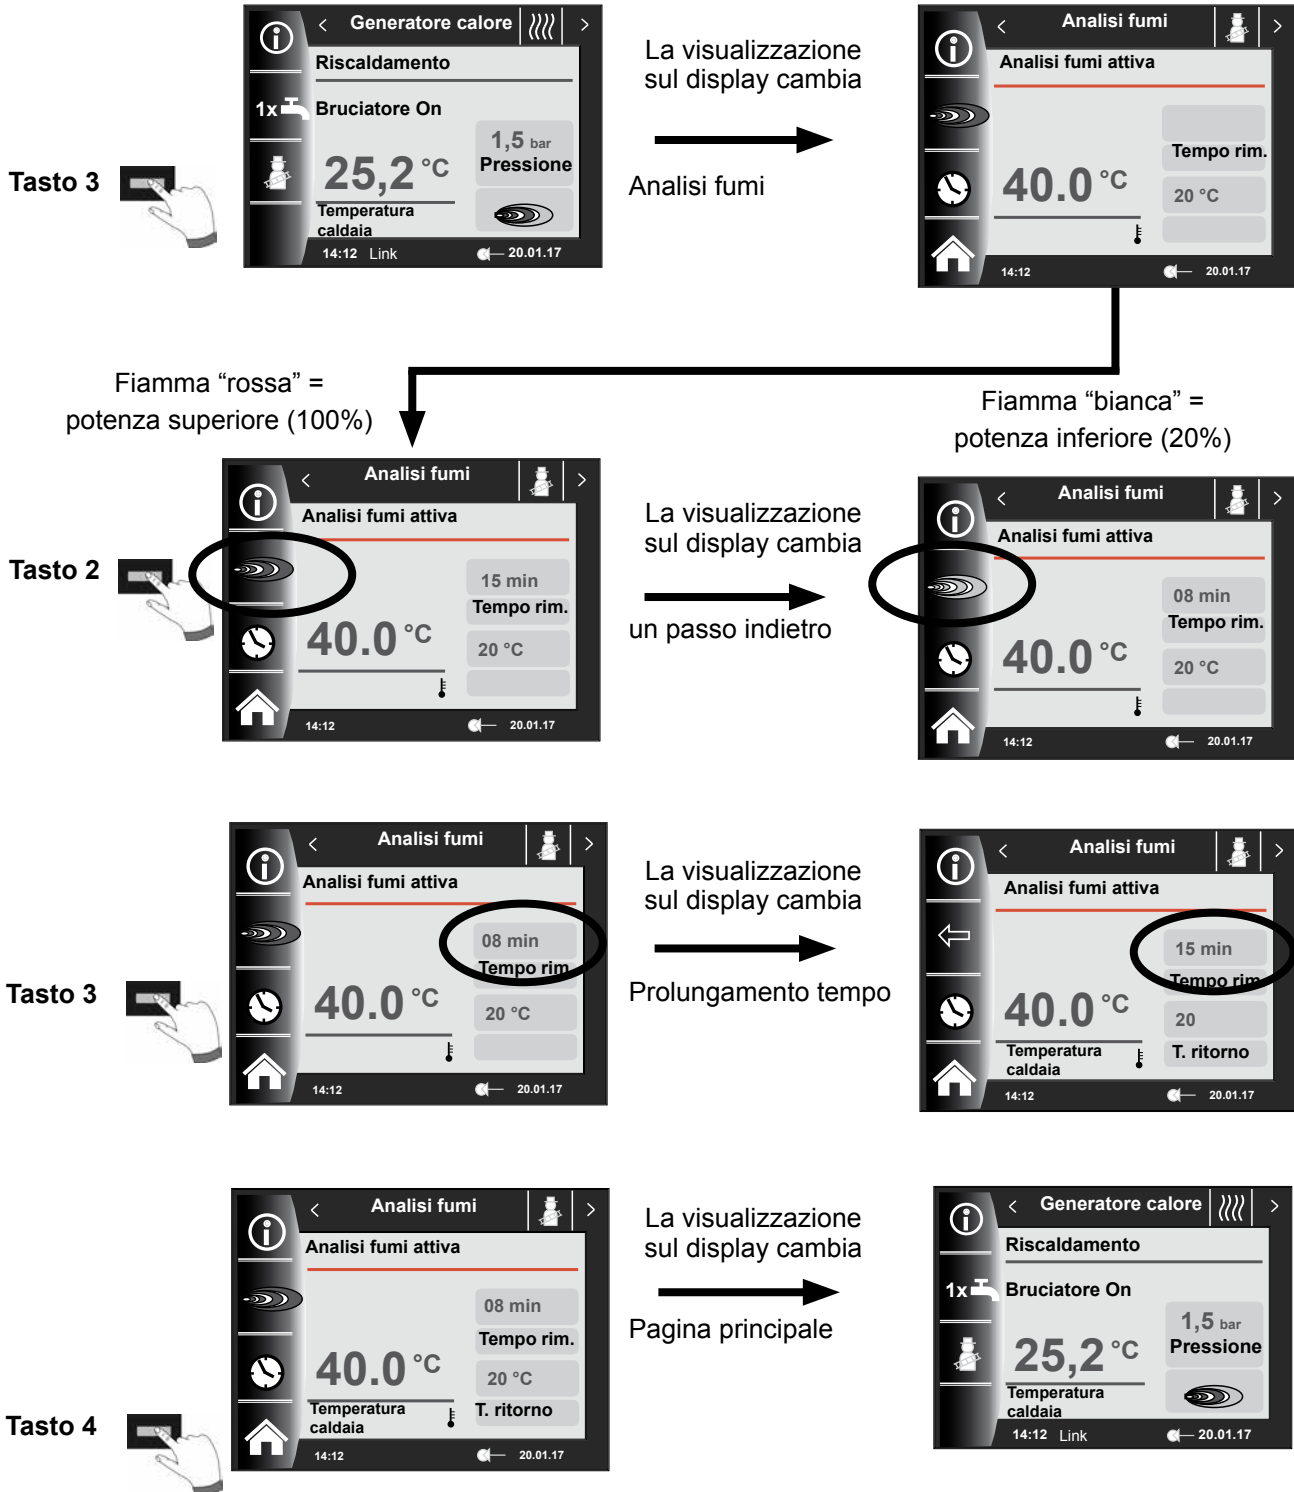 Tasto 3
Generatore calore
Riscaldamento
1x
Bruciatore On
1,5 bar
Pressione
25,2 °C
Temperatura
caldaia
14:12 Link
20.01.17
La visualizzazione
sul display cambia
Analisi fumi
Analisi fumi
Analisi fumi attiva
Tempo rim.
40.0 °C
20 °C
14:12
20.01.17
Fiamma “rossa” =
potenza superiore (100%)
Fiamma “bianca” =
potenza inferiore (20%)
Tasto 2
Analisi fumi
Analisi fumi attiva
15 min
Tempo rim.
40.0 °C
20 °C
14:12
20.01.17
La visualizzazione
sul display cambia
un passo indietro
Analisi fumi
Analisi fumi attiva
08 min
Tempo rim.
40.0 °C
20 °C
14:12
20.01.17
Tasto 3
Analisi fumi
Analisi fumi attiva
08 min
Tempo rim
40.0 °C
20 °C
14:12
20.01.17
La visualizzazione
sul display cambia
Prolungamento tempo
Analisi fumi
Analisi fumi attiva
15 min
Tempo rim
40.0 °C
20
Temperatura
caldaia
T. ritorno
14:12
20.01.17
Tasto 4
Analisi fumi
Analisi fumi attiva
08 min
Tempo rim.
40.0 °C
20 °C
Temperatura
caldaia
T. ritorno
14:12
20.01.17
La visualizzazione
sul display cambia
Pagina principale
Generatore calore
Riscaldamento
1x
Bruciatore On
1,5 bar
Pressione
25,2 °C
Temperatura
caldaia
14:12 Link
20.01.17